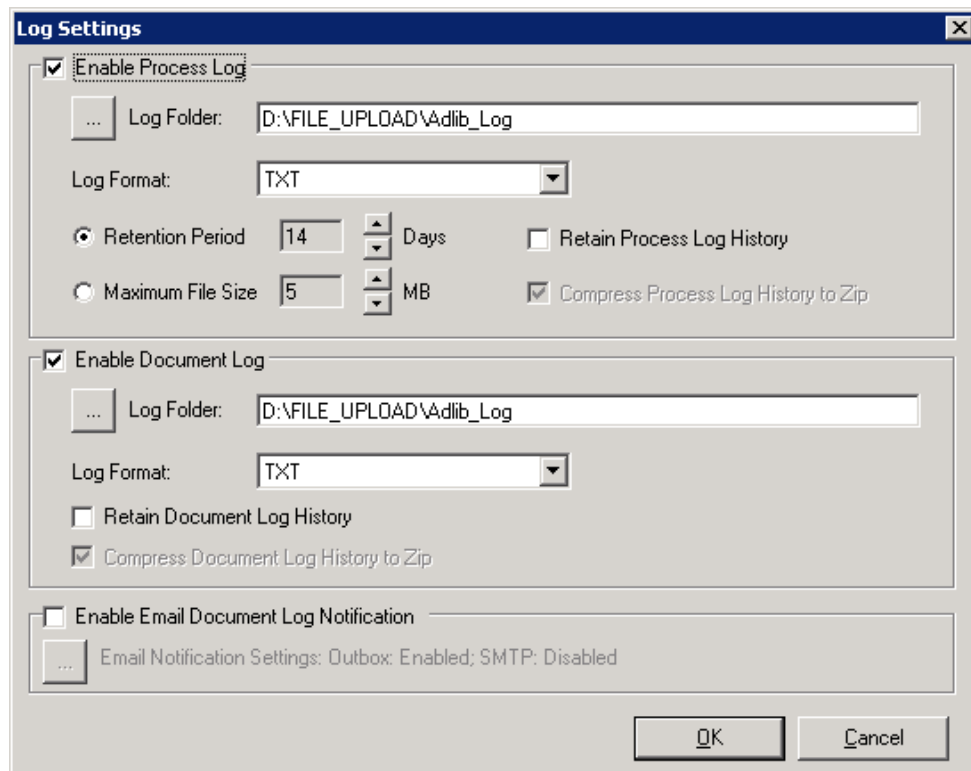 Log Settings
Enable Process Log
... Log Folder: D:\FILE_UPLOAD\Adlib_Log
Log Format: TXT
Retention Period 14 Days Retain Process Log History
Maximum File Size 5 MB Compress Process Log History to Zip
Enable Document Log
... Log Folder: D:\FILE_UPLOAD\Adlib_Log
Log Format: TXT
Retain Document Log History
Compress Document Log History to Zip
Enable Email Document Log Notification
... Email Notification Settings: Outbox: Enabled; SMTP: Disabled
OK Cancel